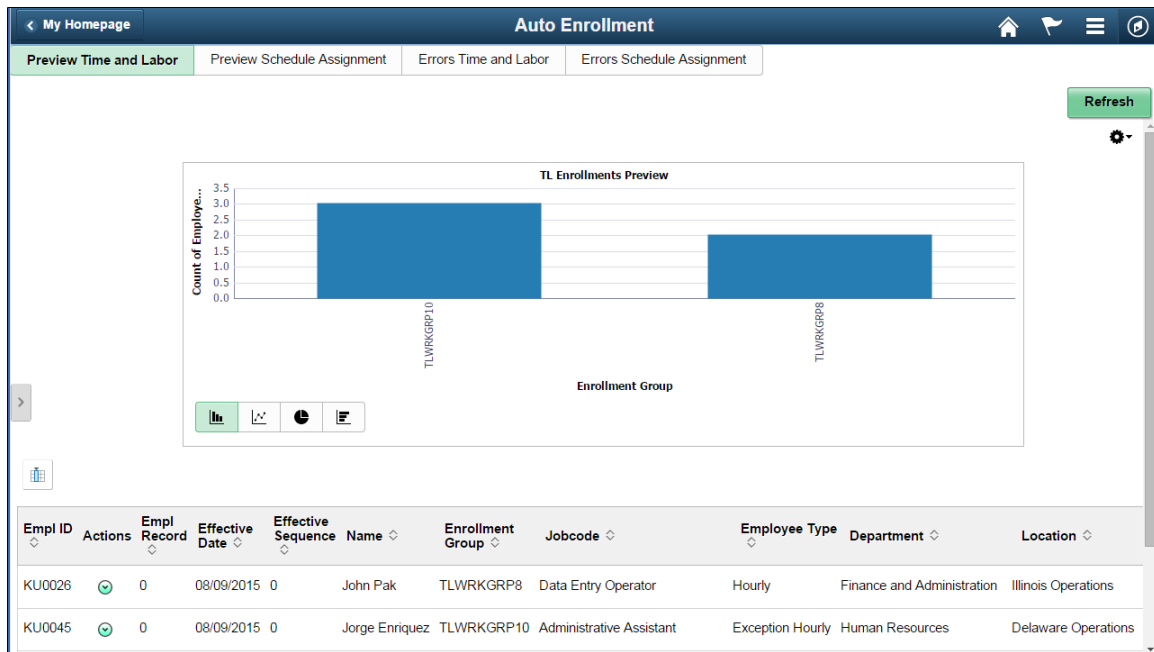 My Homepage
Auto Enrollment
Preview Time and Labor
Preview Schedule Assignment
Errors Time and Labor
Errors Schedule Assignment
Refresh
TL Enrollments Preview
Count of Employe...
3.5
3.0
2.5
2.0
1.5
1.0
0.5
0.0
TLWRKGRP10
TLWRKGRP8
Enrollment Group
Empl ID Actions Empl Record Effective Date Effective Sequence Name Enrollment Group Jobcode Employee Type Department Location
KU0026 0 08/09/2015 0 John Pak TLWRKGRP8 Data Entry Operator Hourly Finance and Administration Illinois Operations
KU0045 0 08/09/2015 0 Jorge Enriquez TLWRKGRP10 Administrative Assistant Exception Hourly Human Resources Delaware Operations